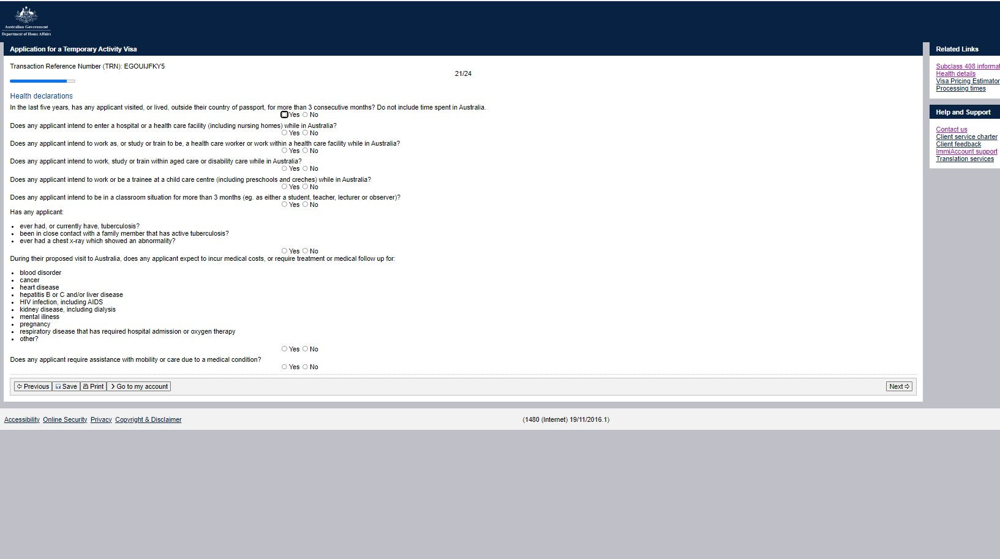 Australian Government
Department of Home Affairs
Application for a Temporary Activity Visa
Transaction Reference Number (TRN): EGOUIJFKY5
21/24
Health declarations
In the last five years, has any applicant visited, or lived, outside their country of passport, for more than 3 consecutive months? Do not include time spent in Australia.
Yes No
Does any applicant intend to enter a hospital or a health care facility (including nursing homes) while in Australia?
Yes No
Does any applicant intend to work as, or study or train to be, a health care worker or work within a health care facility while in Australia?
Yes No
Does any applicant intend to work, study or train within aged care or disability care while in Australia?
Yes No
Does any applicant intend to work or be a trainee at a child care centre (including preschools and creches) while in Australia?
Yes No
Does any applicant intend to be in a classroom situation for more than 3 months (eg. as either a student, teacher, lecturer or observer)?
Yes No
Has any applicant:
• ever had, or currently have, tuberculosis?
• been in close contact with a family member that has active tuberculosis?
• ever had a chest x-ray which showed an abnormality?
Yes No
During their proposed visit to Australia, does any applicant expect to incur medical costs, or require treatment or medical follow up for:
• blood disorder
• cancer
• heart disease
• hepatitis B or C and/or liver disease
• HIV infection, including AIDS
• kidney disease, including dialysis
• mental illness
• pregnancy
• respiratory disease that has required hospital admission or oxygen therapy
• other?
Yes No
Does any applicant require assistance with mobility or care due to a medical condition?
Yes No
Previous Save Print Go to my account Next
Related Links
Subclass 408 informat
Health details
Visa Pricing Estimator
Processing times
Help and Support
Contact us
Client service charter
Client feedback
ImmiAccount support
Translation services
Accessibility Online Security Privacy Copyright & Disclaimer (1480 (Internet) 19/11/2016.1)